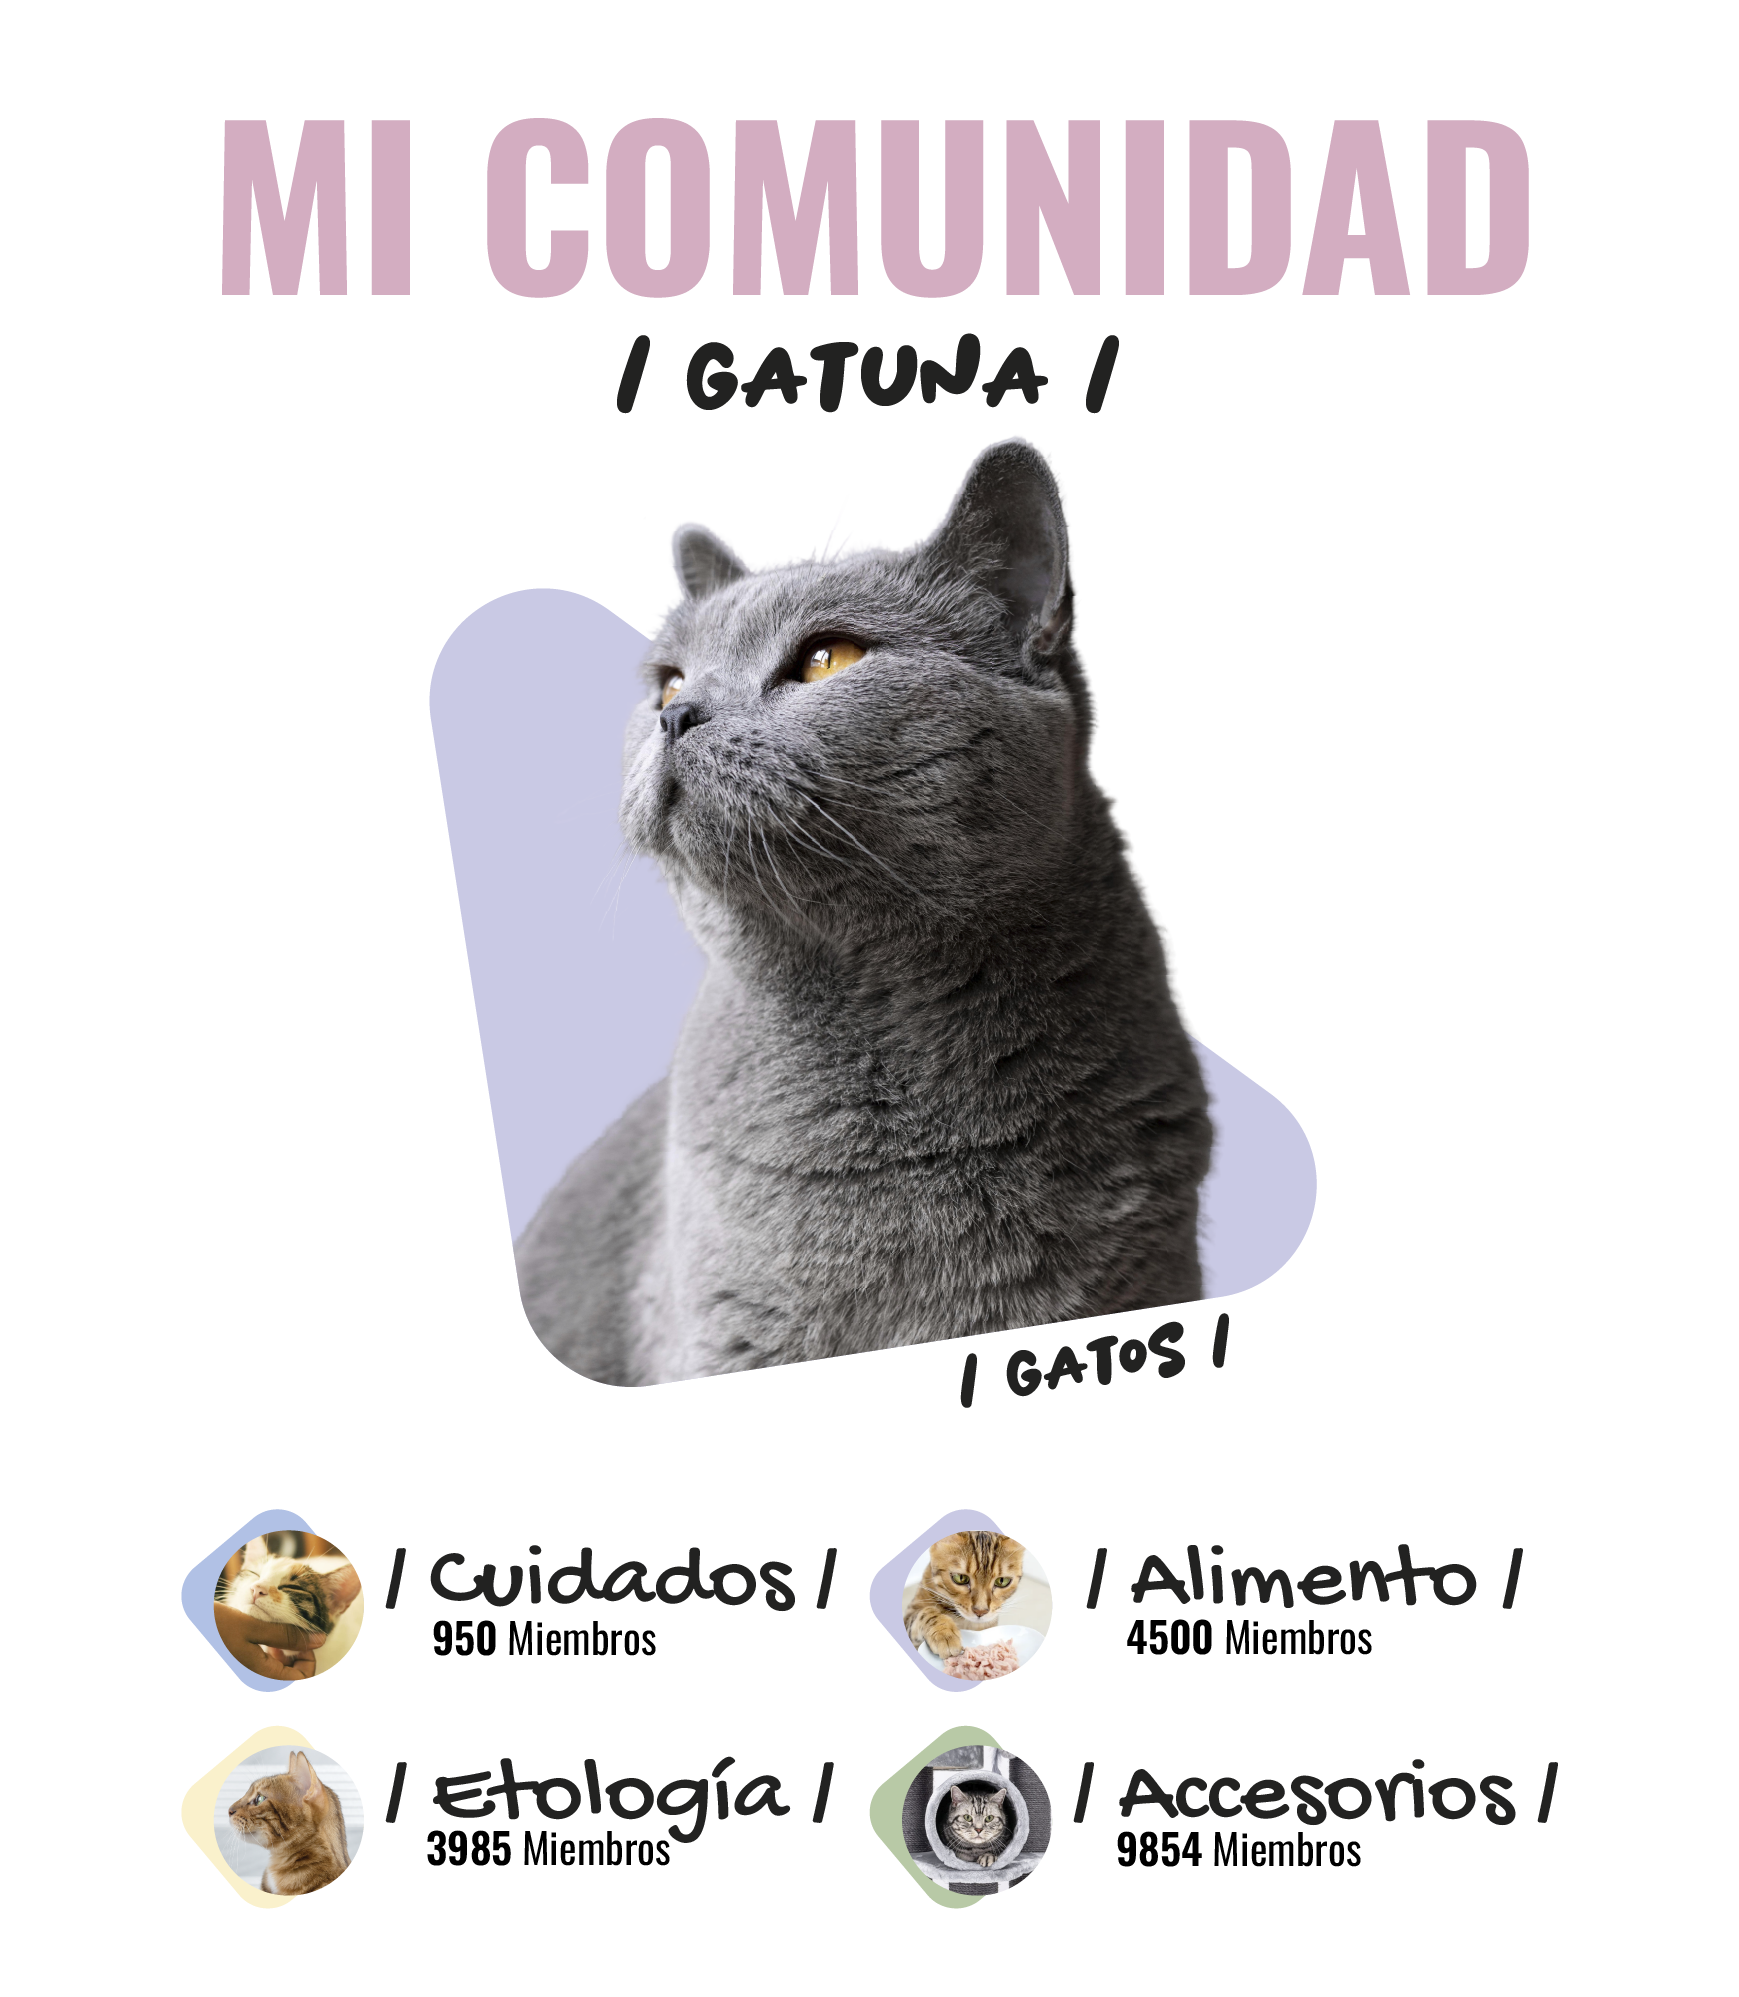 MI COMUNIDAD
/ GATUNA /
/ GATOS /
/ Cuidados /
950 Miembros
/ Alimento /
4500 Miembros
/ Etología /
3985 Miembros
/ Accesorios /
9854 Miembros